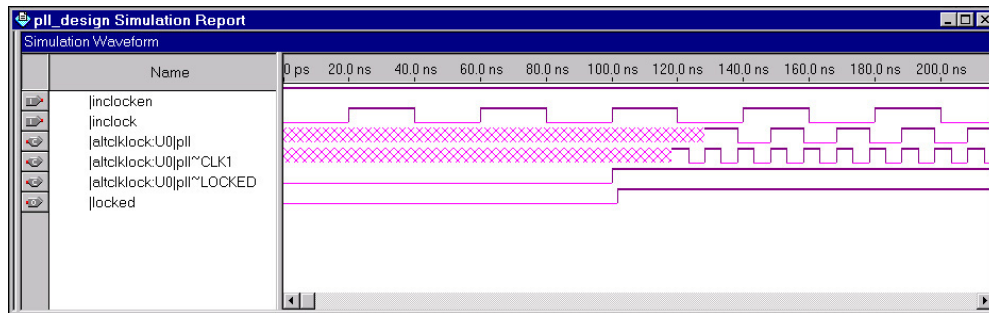 pll_design Simulation Report
Simulation Waveform
Name
0 ps 20.0 ns 40.0 ns 60.0 ns 80.0 ns 100.0 ns 120.0 ns 140.0 ns 160.0 ns 180.0 ns 200.0 ns
|inclocken
|inclock
|altclklock:U0|pll
|altclklock:U0|pll~CLK1
|altclklock:U0|pll~LOCKED
|locked